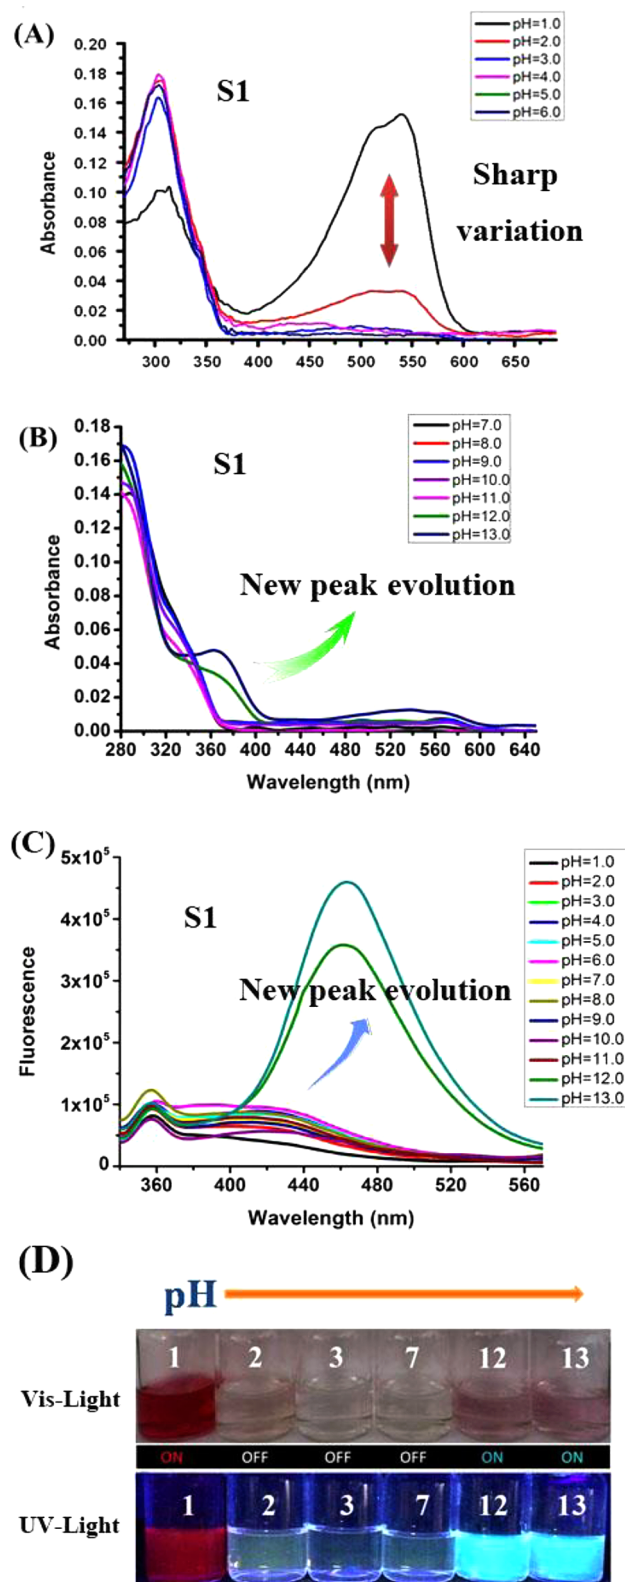 (A)
pH=1.0
pH=2.0
pH=3.0
pH=4.0
pH=5.0
pH=6.0
S1
Sharp
variation
Absorbance
0.20
0.18
0.16
0.14
0.12
0.10
0.08
0.06
0.04
0.02
0.00
300 350 400 450 500 550 600 650
(B)
pH=7.0
pH=8.0
pH=9.0
pH=10.0
pH=11.0
pH=12.0
pH=13.0
S1
New peak evolution
Absorbance
0.18
0.16
0.14
0.12
0.10
0.08
0.06
0.04
0.02
0.00
280 320 360 400 440 480 520 560 600 640
Wavelength (nm)
(C)
pH=1.0
pH=2.0
pH=3.0
pH=4.0
pH=5.0
pH=6.0
pH=7.0
pH=8.0
pH=9.0
pH=10.0
pH=11.0
pH=12.0
pH=13.0
S1
New peak evolution
Fluorescence
5x10⁵
4x10⁵
3x10⁵
2x10⁵
1x10⁵
0
360 400 440 480 520 560
Wavelength (nm)
(D)
pH
Vis-Light
1 2 3 7 12 13
ON OFF OFF OFF ON ON
UV-Light
1 2 3 7 12 13